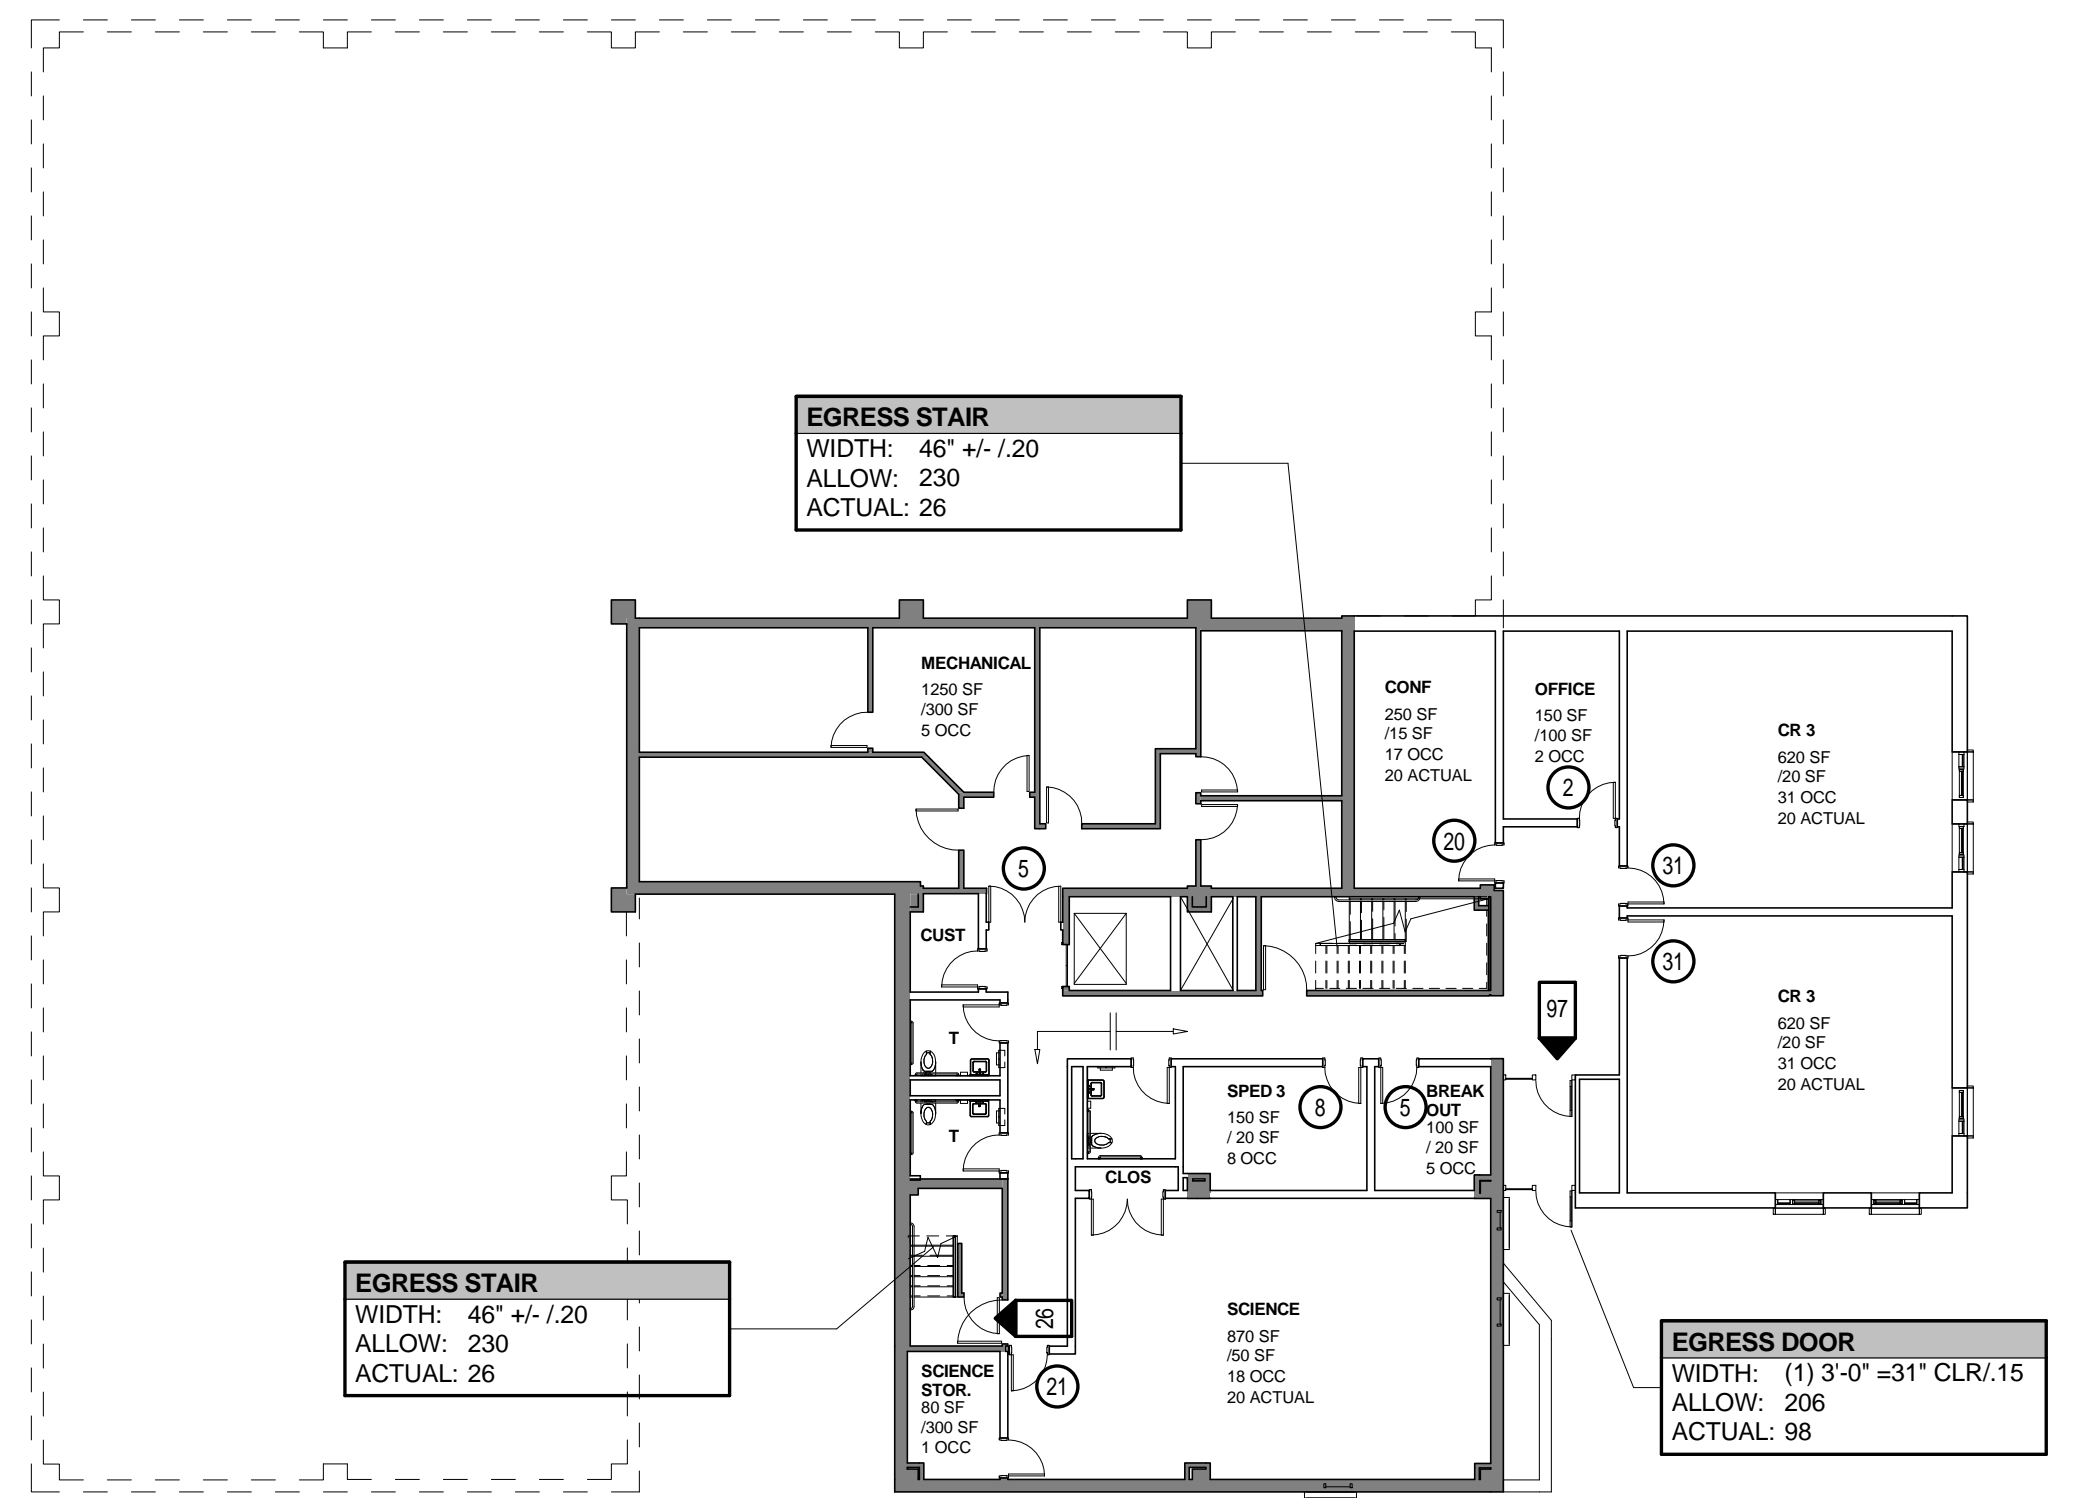 EGRESS STAIR
WIDTH: 46" +/- /.20
ALLOW: 230
ACTUAL: 26
MECHANICAL
1250 SF
/300 SF
5 OCC
CONF
250 SF
/15 SF
17 OCC
20 ACTUAL
OFFICE
150 SF
/100 SF
2 OCC
2
CR 3
620 SF
/20 SF
31 OCC
20 ACTUAL
20
5
31
CUST
31
CR 3
620 SF
/20 SF
31 OCC
20 ACTUAL
97
T
T
SPED 3
150 SF
/ 20 SF
8 OCC
8
5
BREAK
OUT
100 SF
/ 20 SF
5 OCC
CLOS
EGRESS STAIR
WIDTH: 46" +/- /.20
ALLOW: 230
ACTUAL: 26
26
SCIENCE
870 SF
/50 SF
18 OCC
20 ACTUAL
SCIENCE
STOR.
80 SF
/300 SF
1 OCC
21
EGRESS DOOR
WIDTH: (1) 3'-0" =31" CLR/.15
ALLOW: 206
ACTUAL: 98